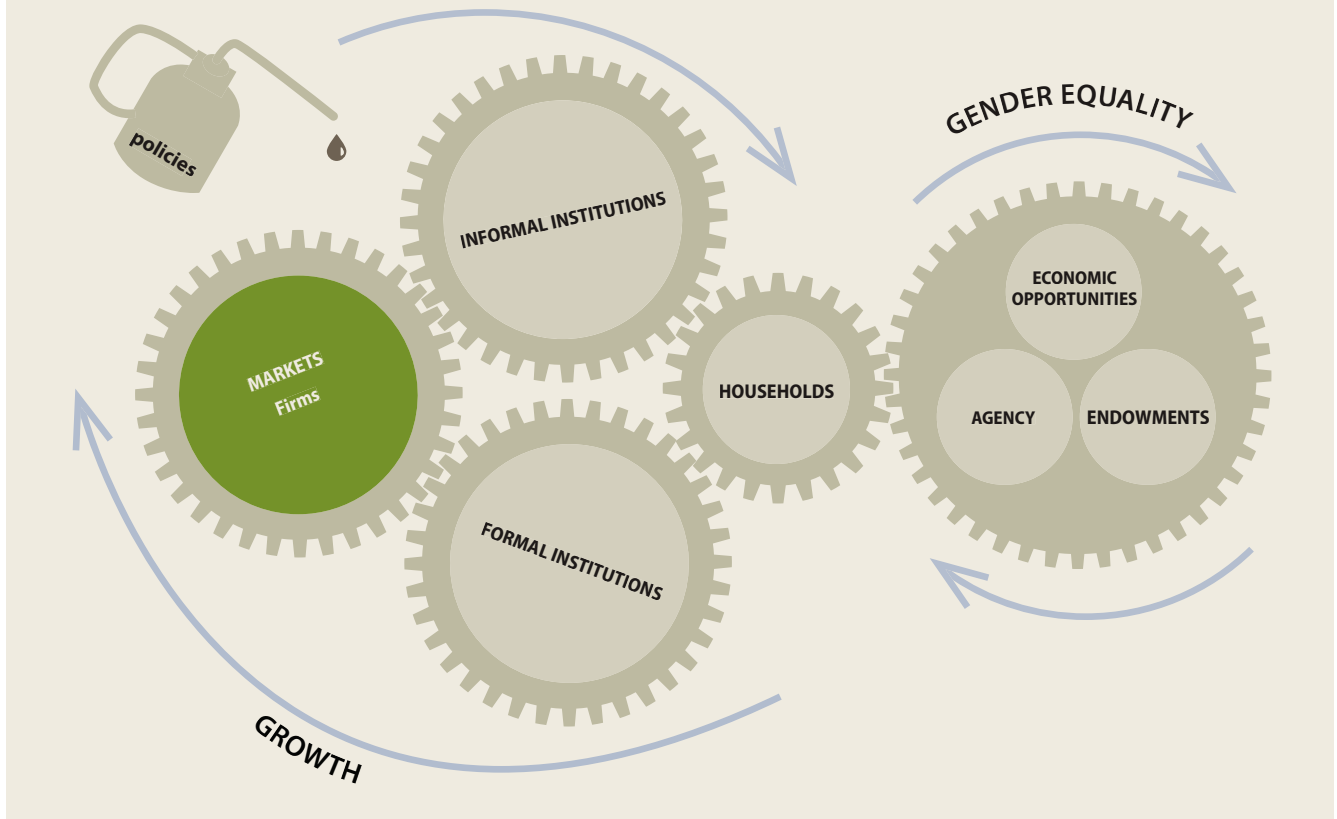 policies
INFORMAL INSTITUTIONS
GENDER EQUALITY
MARKETS
Firms
HOUSEHOLDS
ECONOMIC
OPPORTUNITIES
AGENCY
ENDOWMENTS
FORMAL INSTITUTIONS
GROWTH